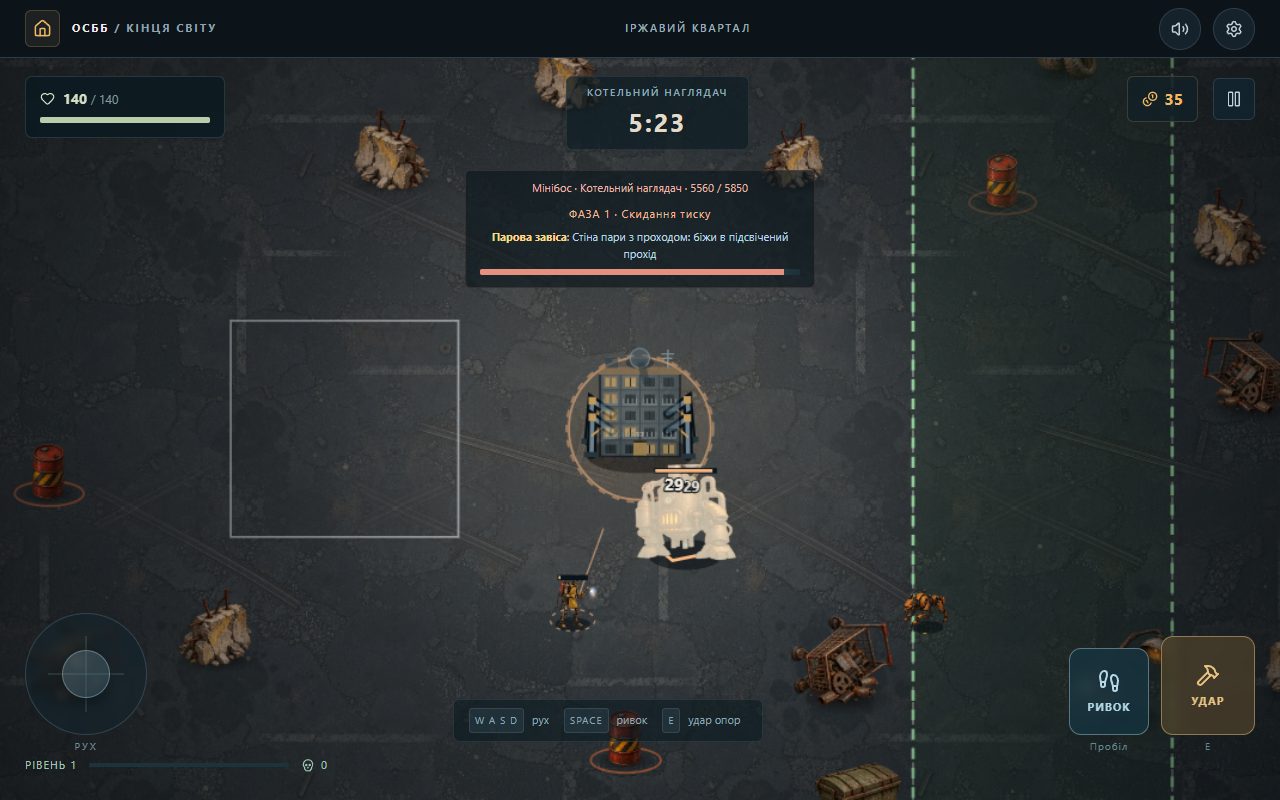 ОСББ / КІНЦЯ СВІТУ
ІРЖАВИЙ КВАРТАЛ
140 / 140
КОТЕЛЬНИЙ НАГЛЯДАЧ
5:23
35
Мінібос · Котельний наглядач · 5560 / 5850
ФАЗА 1 · Скидання тиску
Парова завіса: Стіна пари з проходом: біжи в підсвічений
прохід
2929
W A S D рух SPACE ривок E удар опор
РУХ
РІВЕНЬ 1
0
РИВОК
Пробіл
УДАР
E